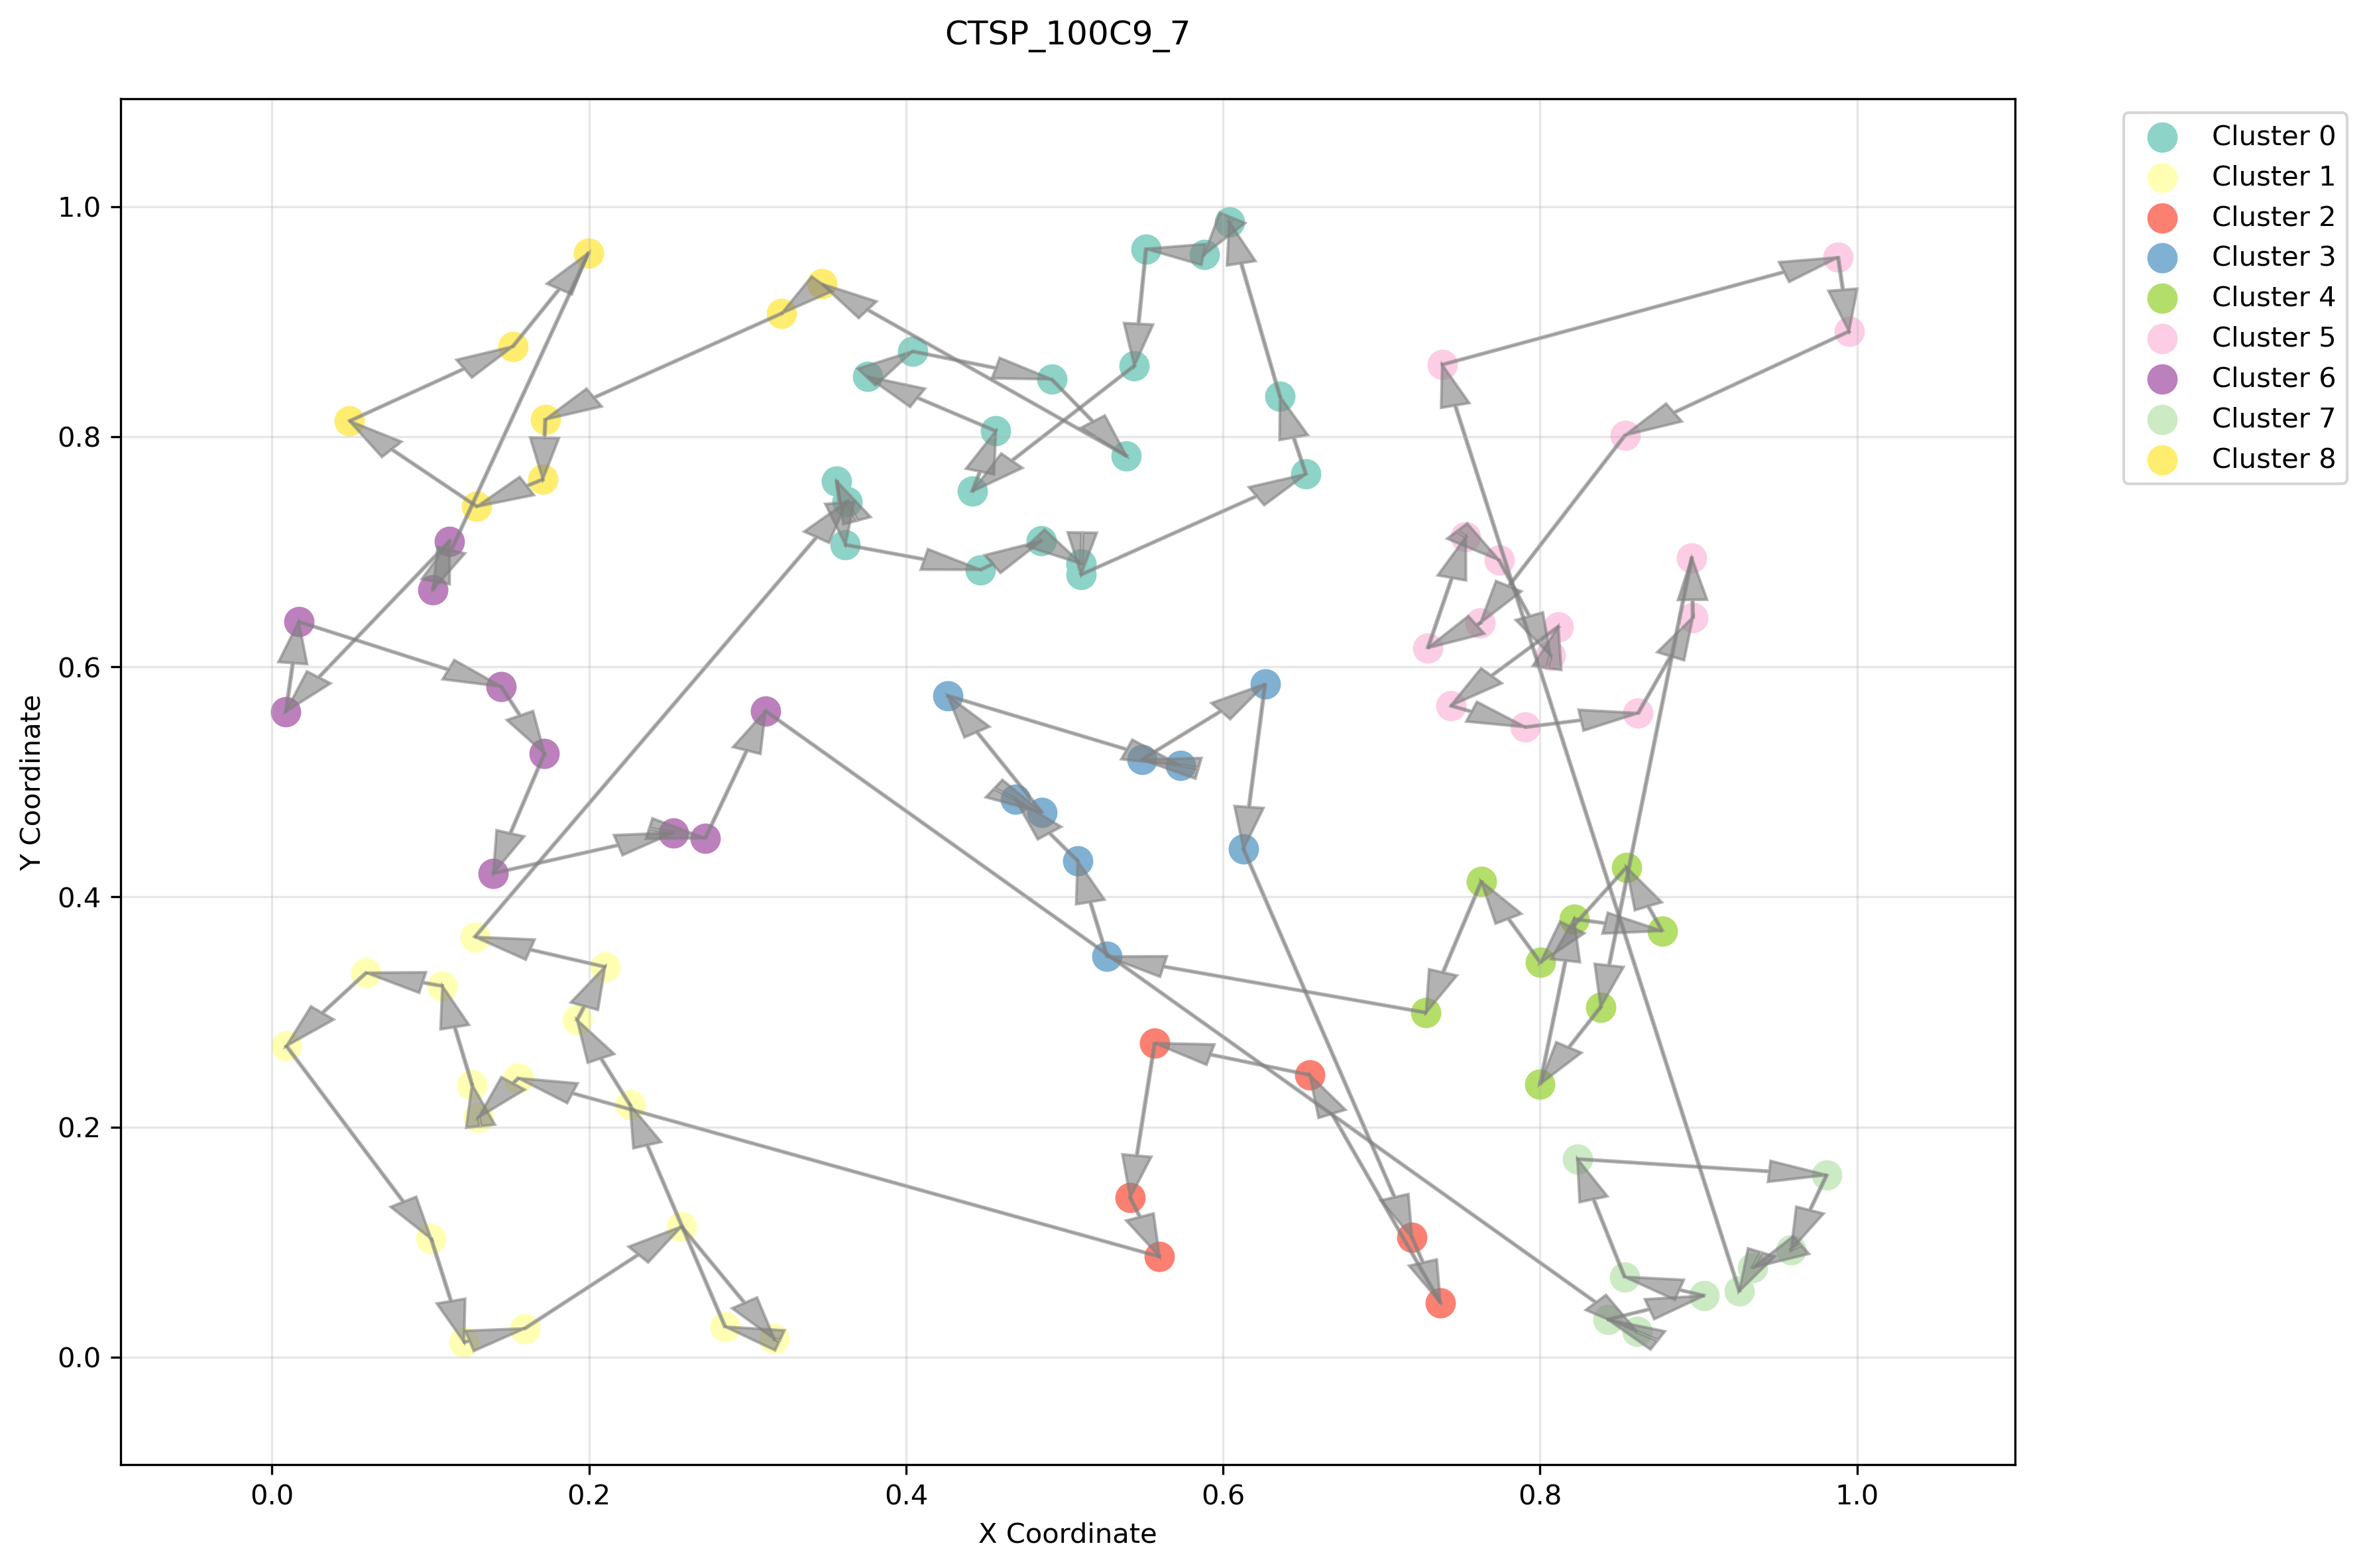 CTSP_100C9_7
Cluster 0
Cluster 1
Cluster 2
Cluster 3
Cluster 4
Cluster 5
Cluster 6
Cluster 7
Cluster 8
1.0
0.8
0.6
0.4
0.2
0.0
Y Coordinate
0.0 0.2 0.4 0.6 0.8 1.0
X Coordinate